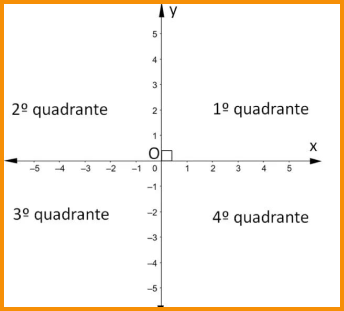 y
5
4
3
2º quadrante 2 1º quadrante
1
O x
–5 –4 –3 –2 –1 0 1 2 3 4 5
–1
3º quadrante –2 4º quadrante
–3
–4
–5